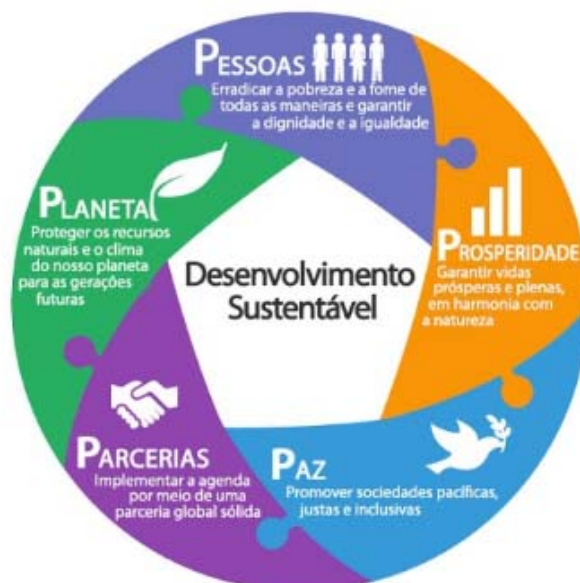 PESSOAS
Erradicar a pobreza e a fome de
todas as maneiras e garantir
a dignidade e a igualdade
PROSPERIDADE
Garantir vidas
prósperas e plenas,
em harmonia com
a natureza
PAZ
Promover sociedades pacíficas,
justas e inclusivas
PARCERIAS
Implementar a agenda
por meio de uma
parceria global sólida
PLANETA
Proteger os recursos
naturais e o clima
do nosso planeta
para as gerações
futuras
Desenvolvimento
Sustentável